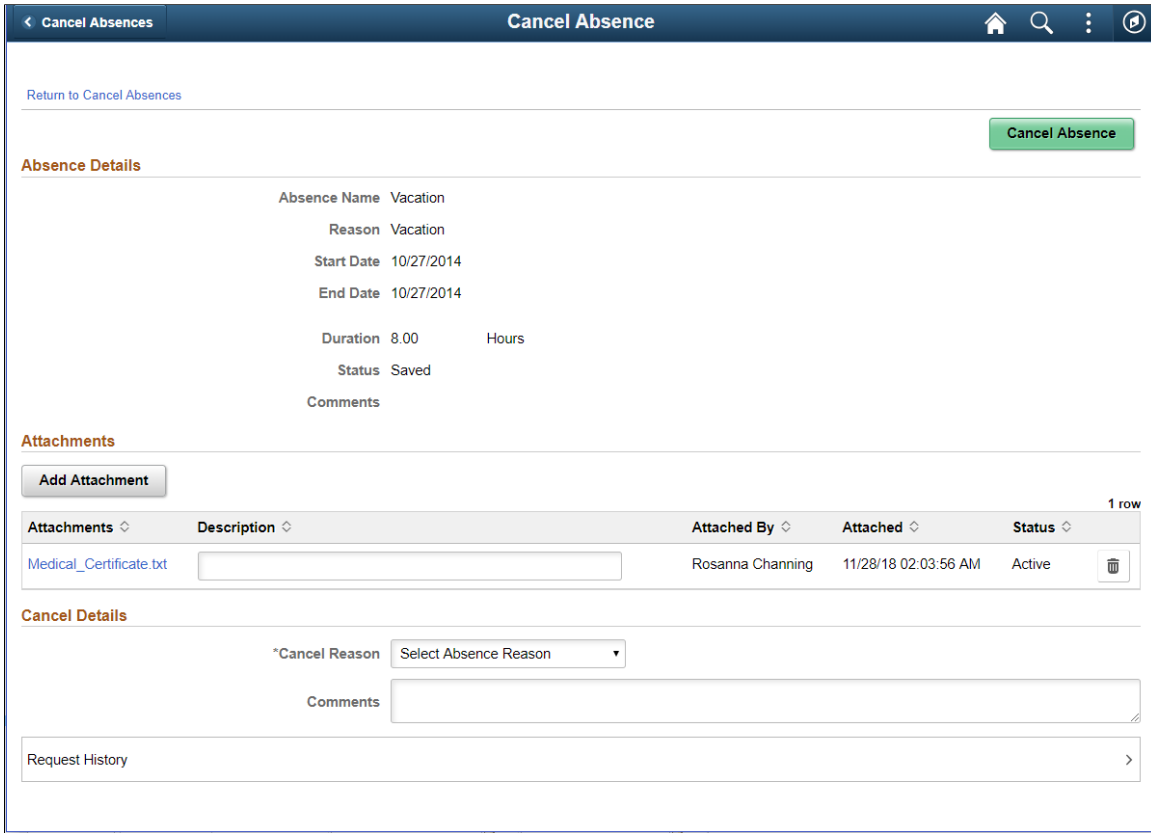 Cancel Absences Cancel Absence
Return to Cancel Absences
Cancel Absence
Absence Details
Absence Name Vacation
Reason Vacation
Start Date 10/27/2014
End Date 10/27/2014
Duration 8.00 Hours
Status Saved
Comments
Attachments
Add Attachment
1 row
Attachments Description Attached By Attached Status
Medical_Certificate.txt Rosanna Channing 11/28/18 02:03:56 AM Active
Cancel Details
*Cancel Reason Select Absence Reason
Comments
Request History